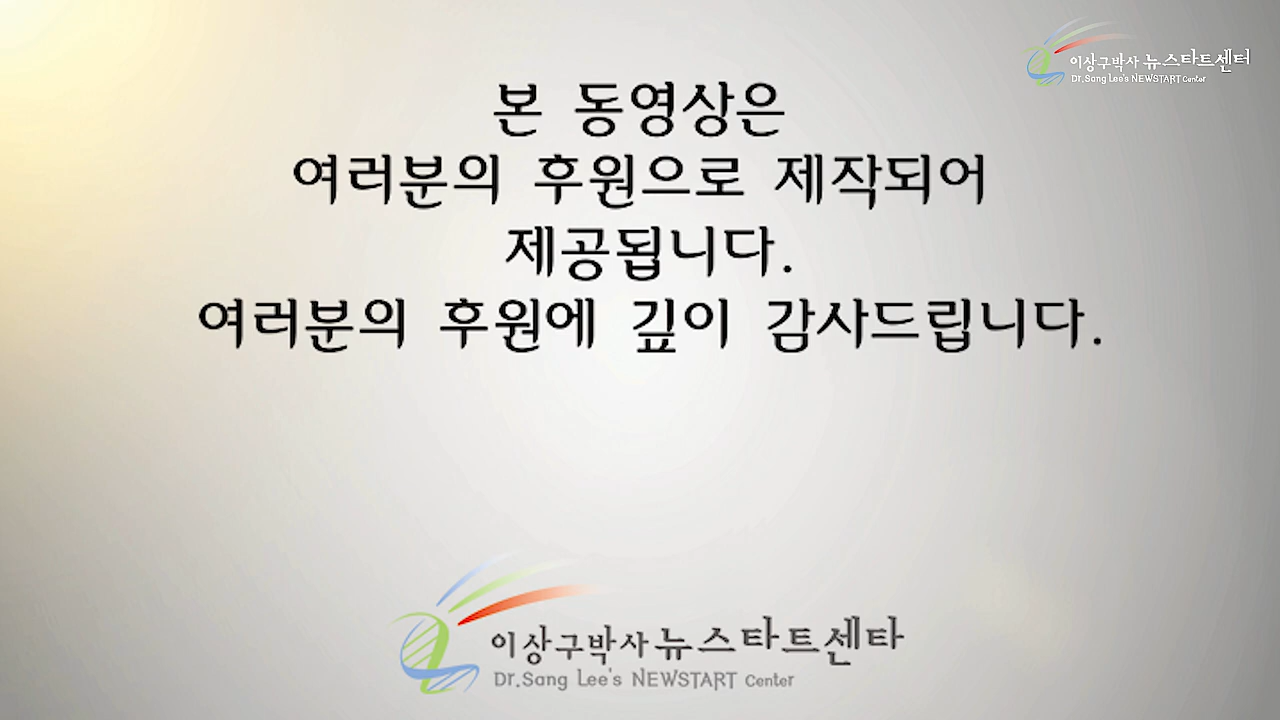 이상구박사 뉴스타트센터
Dr.Sang Lee's NEWSTART Center
본 동영상은
여러분의 후원으로 제작되어
제공됩니다.
여러분의 후원에 깊이 감사드립니다.
이상구박사 뉴스타트센타
Dr.Sang Lee's NEWSTART Center